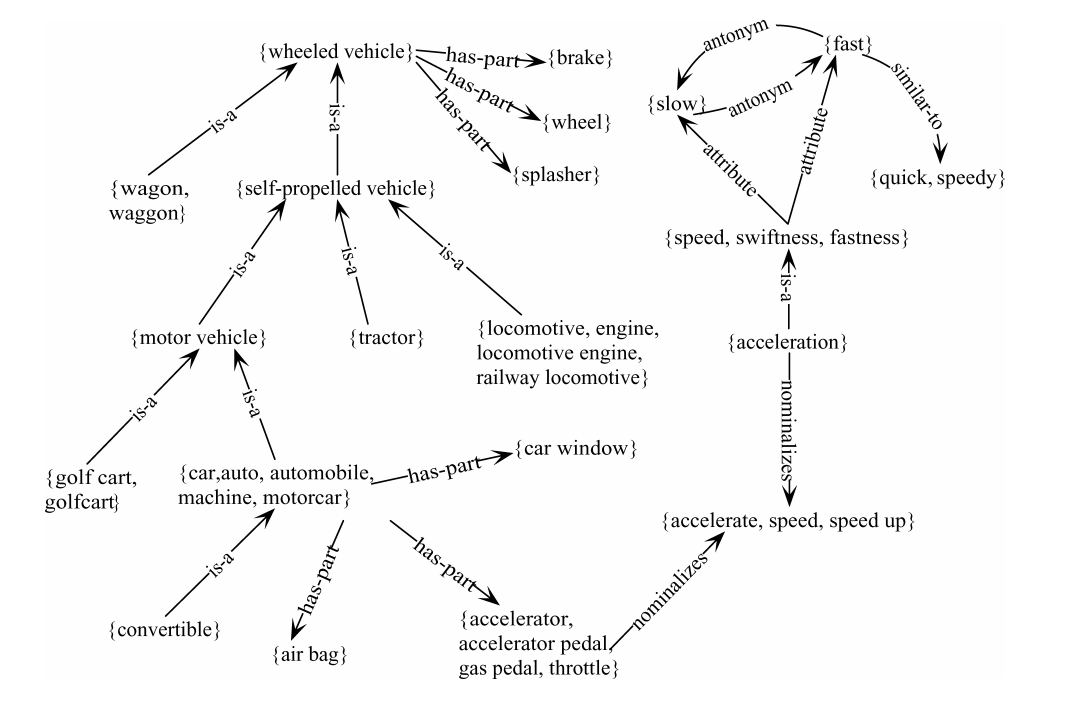 {wheeled vehicle}
has-part
{brake}
has-part
{wheel}
has-part
{splasher}
is-a
is-a
{wagon,
waggon}
{self-propelled vehicle}
is-a
is-a
is-a
{motor vehicle}
{tractor}
{locomotive, engine,
locomotive engine,
railway locomotive}
is-a
is-a
{golf cart,
golfcart}
{car,auto, automobile,
machine, motorcar}
has-part
{car window}
is-a
has-part
has-part
{convertible}
{air bag}
{accelerator,
accelerator pedal,
gas pedal, throttle}
nominalizes
antonym
{fast}
{slow}
antonym
similar-to
attribute
attribute
{quick, speedy}
{speed, swiftness, fastness}
is-a
{acceleration}
nominalizes
{accelerate, speed, speed up}